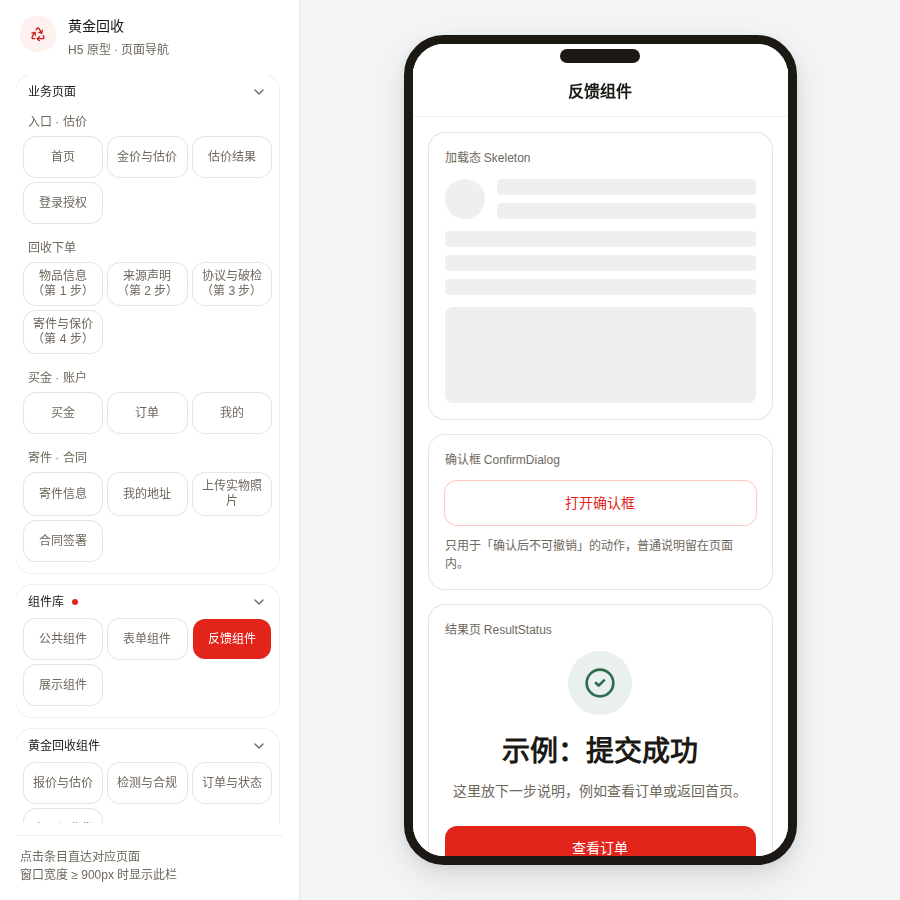 黄金回收
H5 原型 · 页面导航
业务页面
入口 · 估价
首页
金价与估价
估价结果
登录授权
回收下单
物品信息
（第 1 步）
来源声明
（第 2 步）
协议与破检
（第 3 步）
寄件与保价
（第 4 步）
买金 · 账户
买金
订单
我的
寄件 · 合同
寄件信息
我的地址
上传实物照
片
合同签署
组件库
公共组件
表单组件
反馈组件
展示组件
黄金回收组件
报价与估价
检测与合规
订单与状态
点击条目直达对应页面
窗口宽度 ≥ 900px 时显示此栏
反馈组件
加载态 Skeleton
确认框 ConfirmDialog
打开确认框
只用于「确认后不可撤销」的动作，普通说明留在页面
内。
结果页 ResultStatus
示例：提交成功
这里放下一步说明，例如查看订单或返回首页。
查看订单